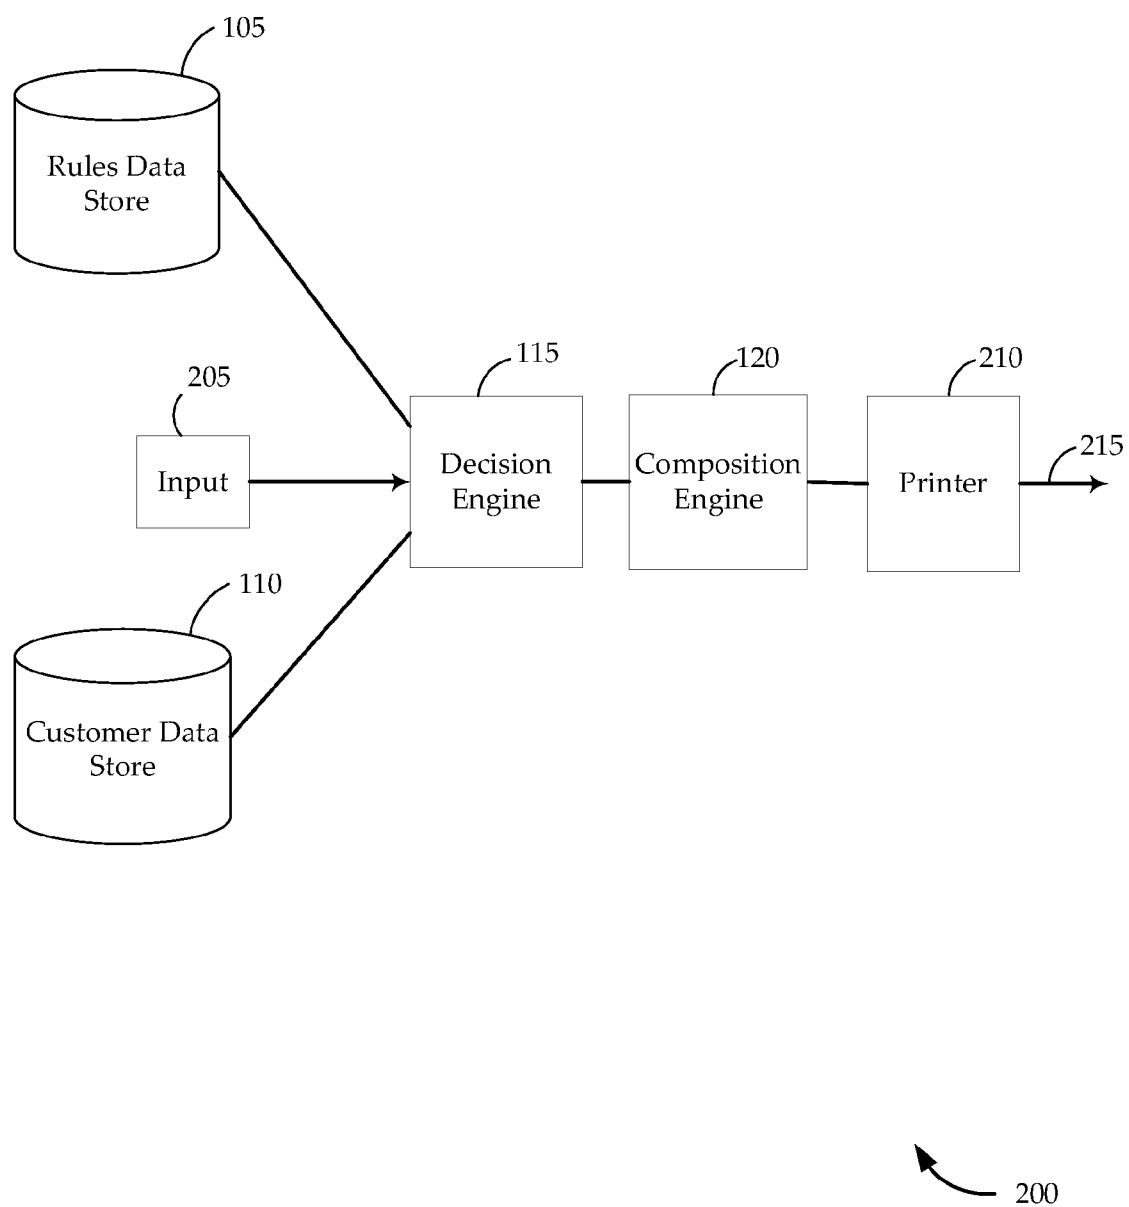 105
Rules Data
Store
205
Input
115
Decision
Engine
120
Composition
Engine
210
Printer
215
110
Customer Data
Store
200